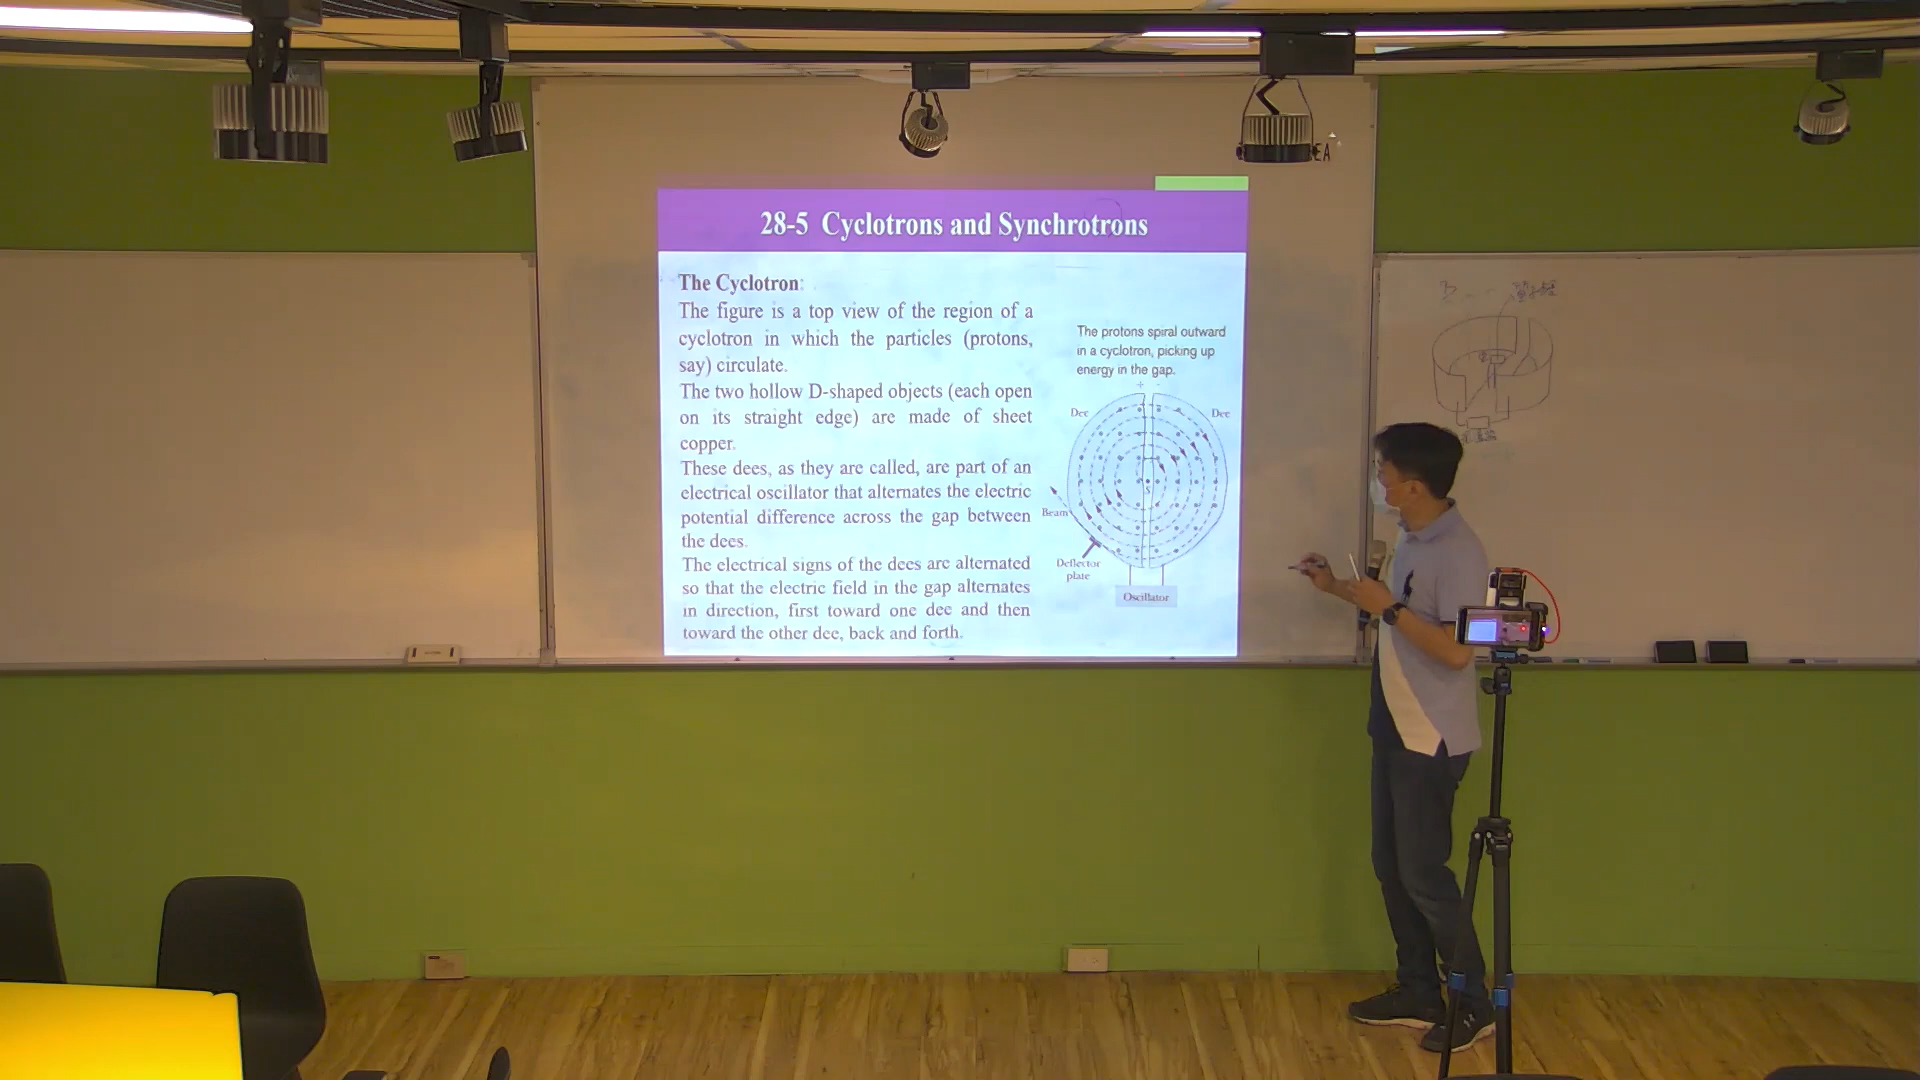 28-5 Cyclotrons and Synchrotrons
The Cyclotron:
The figure is a top view of the region of a
cyclotron in which the particles (protons,
say) circulate.
The two hollow D-shaped objects (each open
on its straight edge) are made of sheet
copper.
These dees, as they are called, are part of an
electrical oscillator that alternates the electric
potential difference across the gap between
the dees.
The electrical signs of the dees are alternated
so that the electric field in the gap alternates
in direction, first toward one dee and then
toward the other dee, back and forth.
The protons spiral outward
in a cyclotron, picking up
energy in the gap.
+ -
Dee
Dee
S
Beam
Deflector
plate
Oscillator
EA